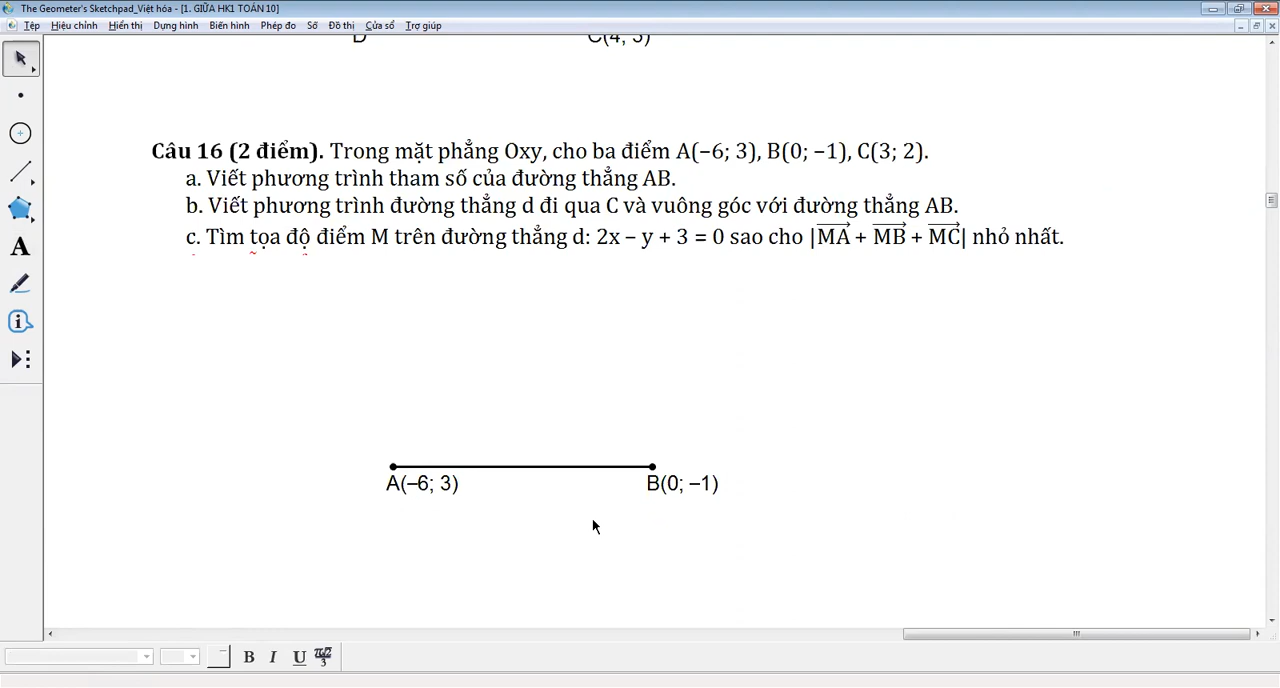 The Geometer's Sketchpad_Việt hóa - [1. GIỮA HK1 TOÁN 10]
Tệp Hiệu chỉnh Hiển thị Dựng hình Biến hình Phép đo Số Đồ thị Cửa sổ Trợ giúp
Câu 16 (2 điểm). Trong mặt phẳng Oxy, cho ba điểm A(−6; 3), B(0; −1), C(3; 2).
a. Viết phương trình tham số của đường thẳng AB.
b. Viết phương trình đường thẳng d đi qua C và vuông góc với đường thẳng AB.
c. Tìm tọa độ điểm M trên đường thẳng d: 2x – y + 3 = 0 sao cho |MA + MB + MC| nhỏ nhất.
A(–6; 3) B(0; –1)
A
B I U